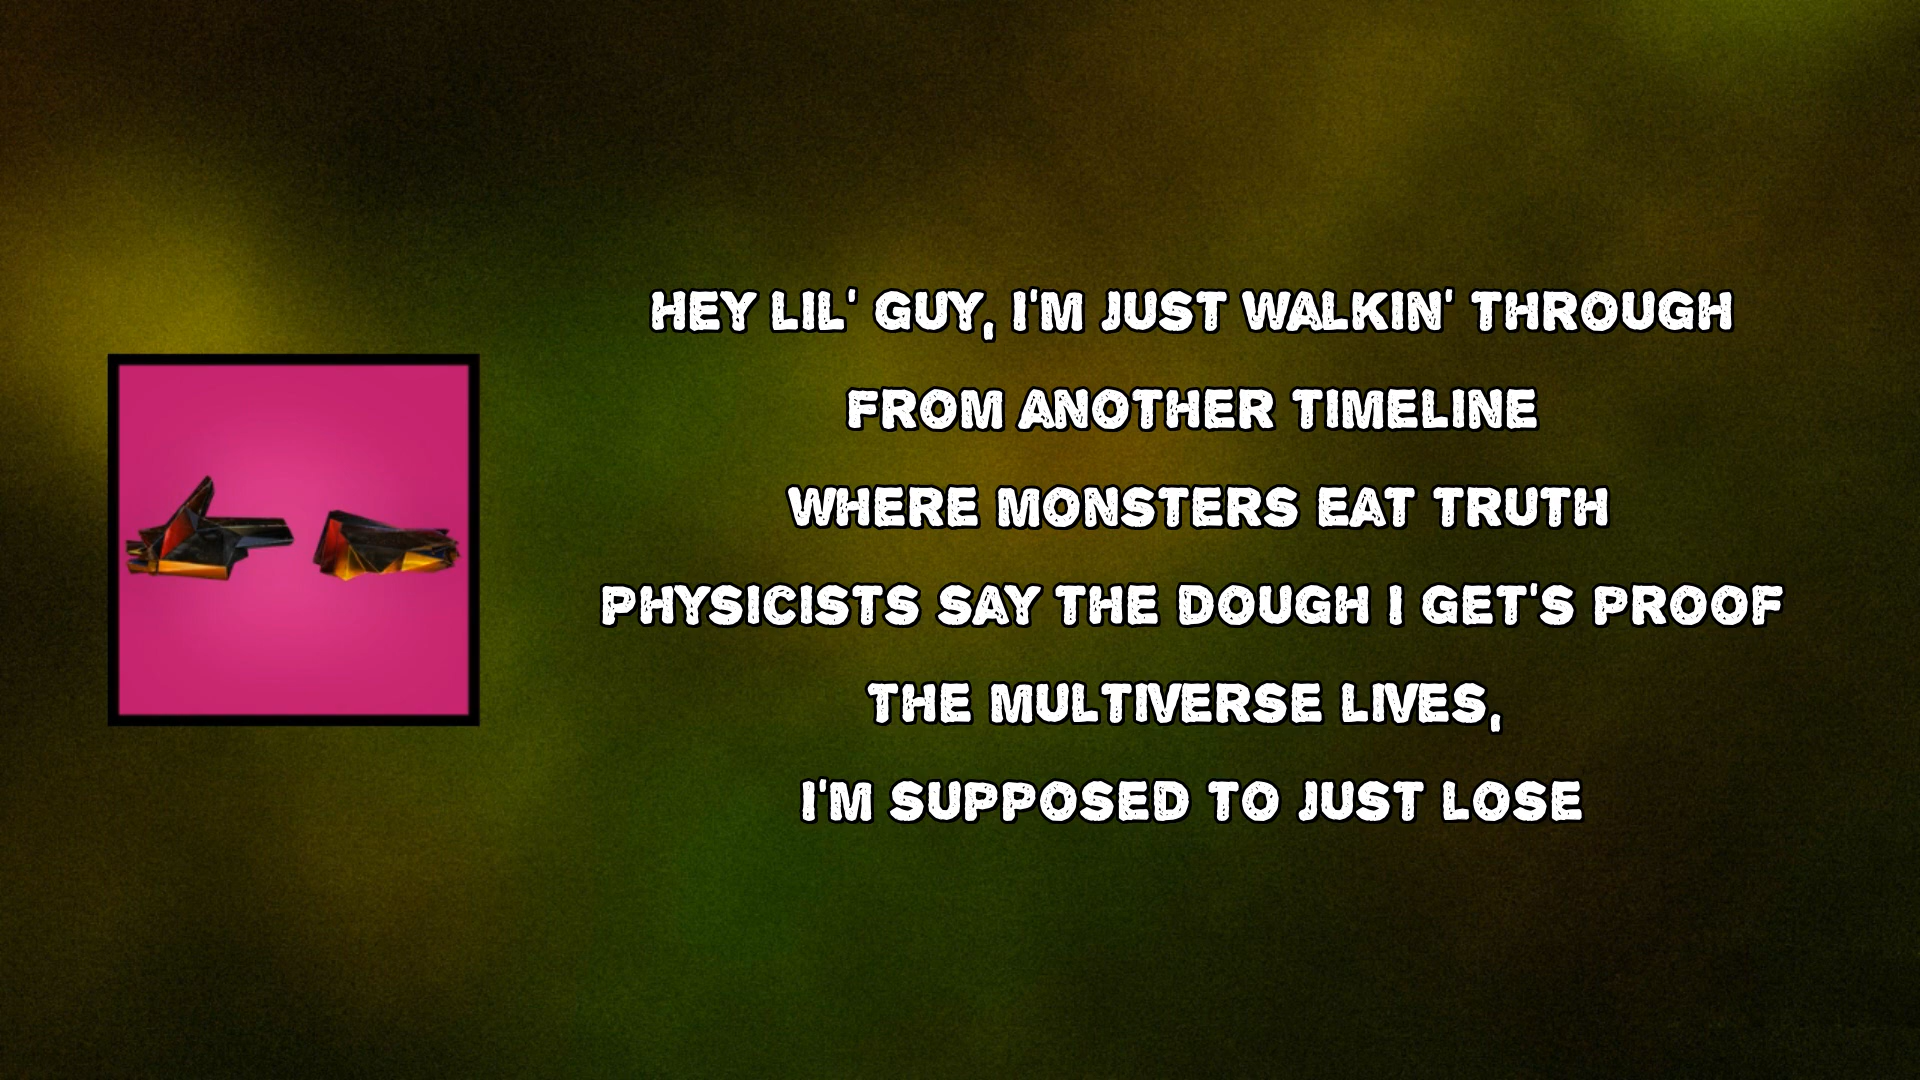 HEY LIL' GUY, I'M JUST WALKIN' THROUGH
FROM ANOTHER TIMELINE
WHERE MONSTERS EAT TRUTH
PHYSICISTS SAY THE DOUGH I GET'S PROOF
THE MULTIVERSE LIVES,
I'M SUPPOSED TO JUST LOSE